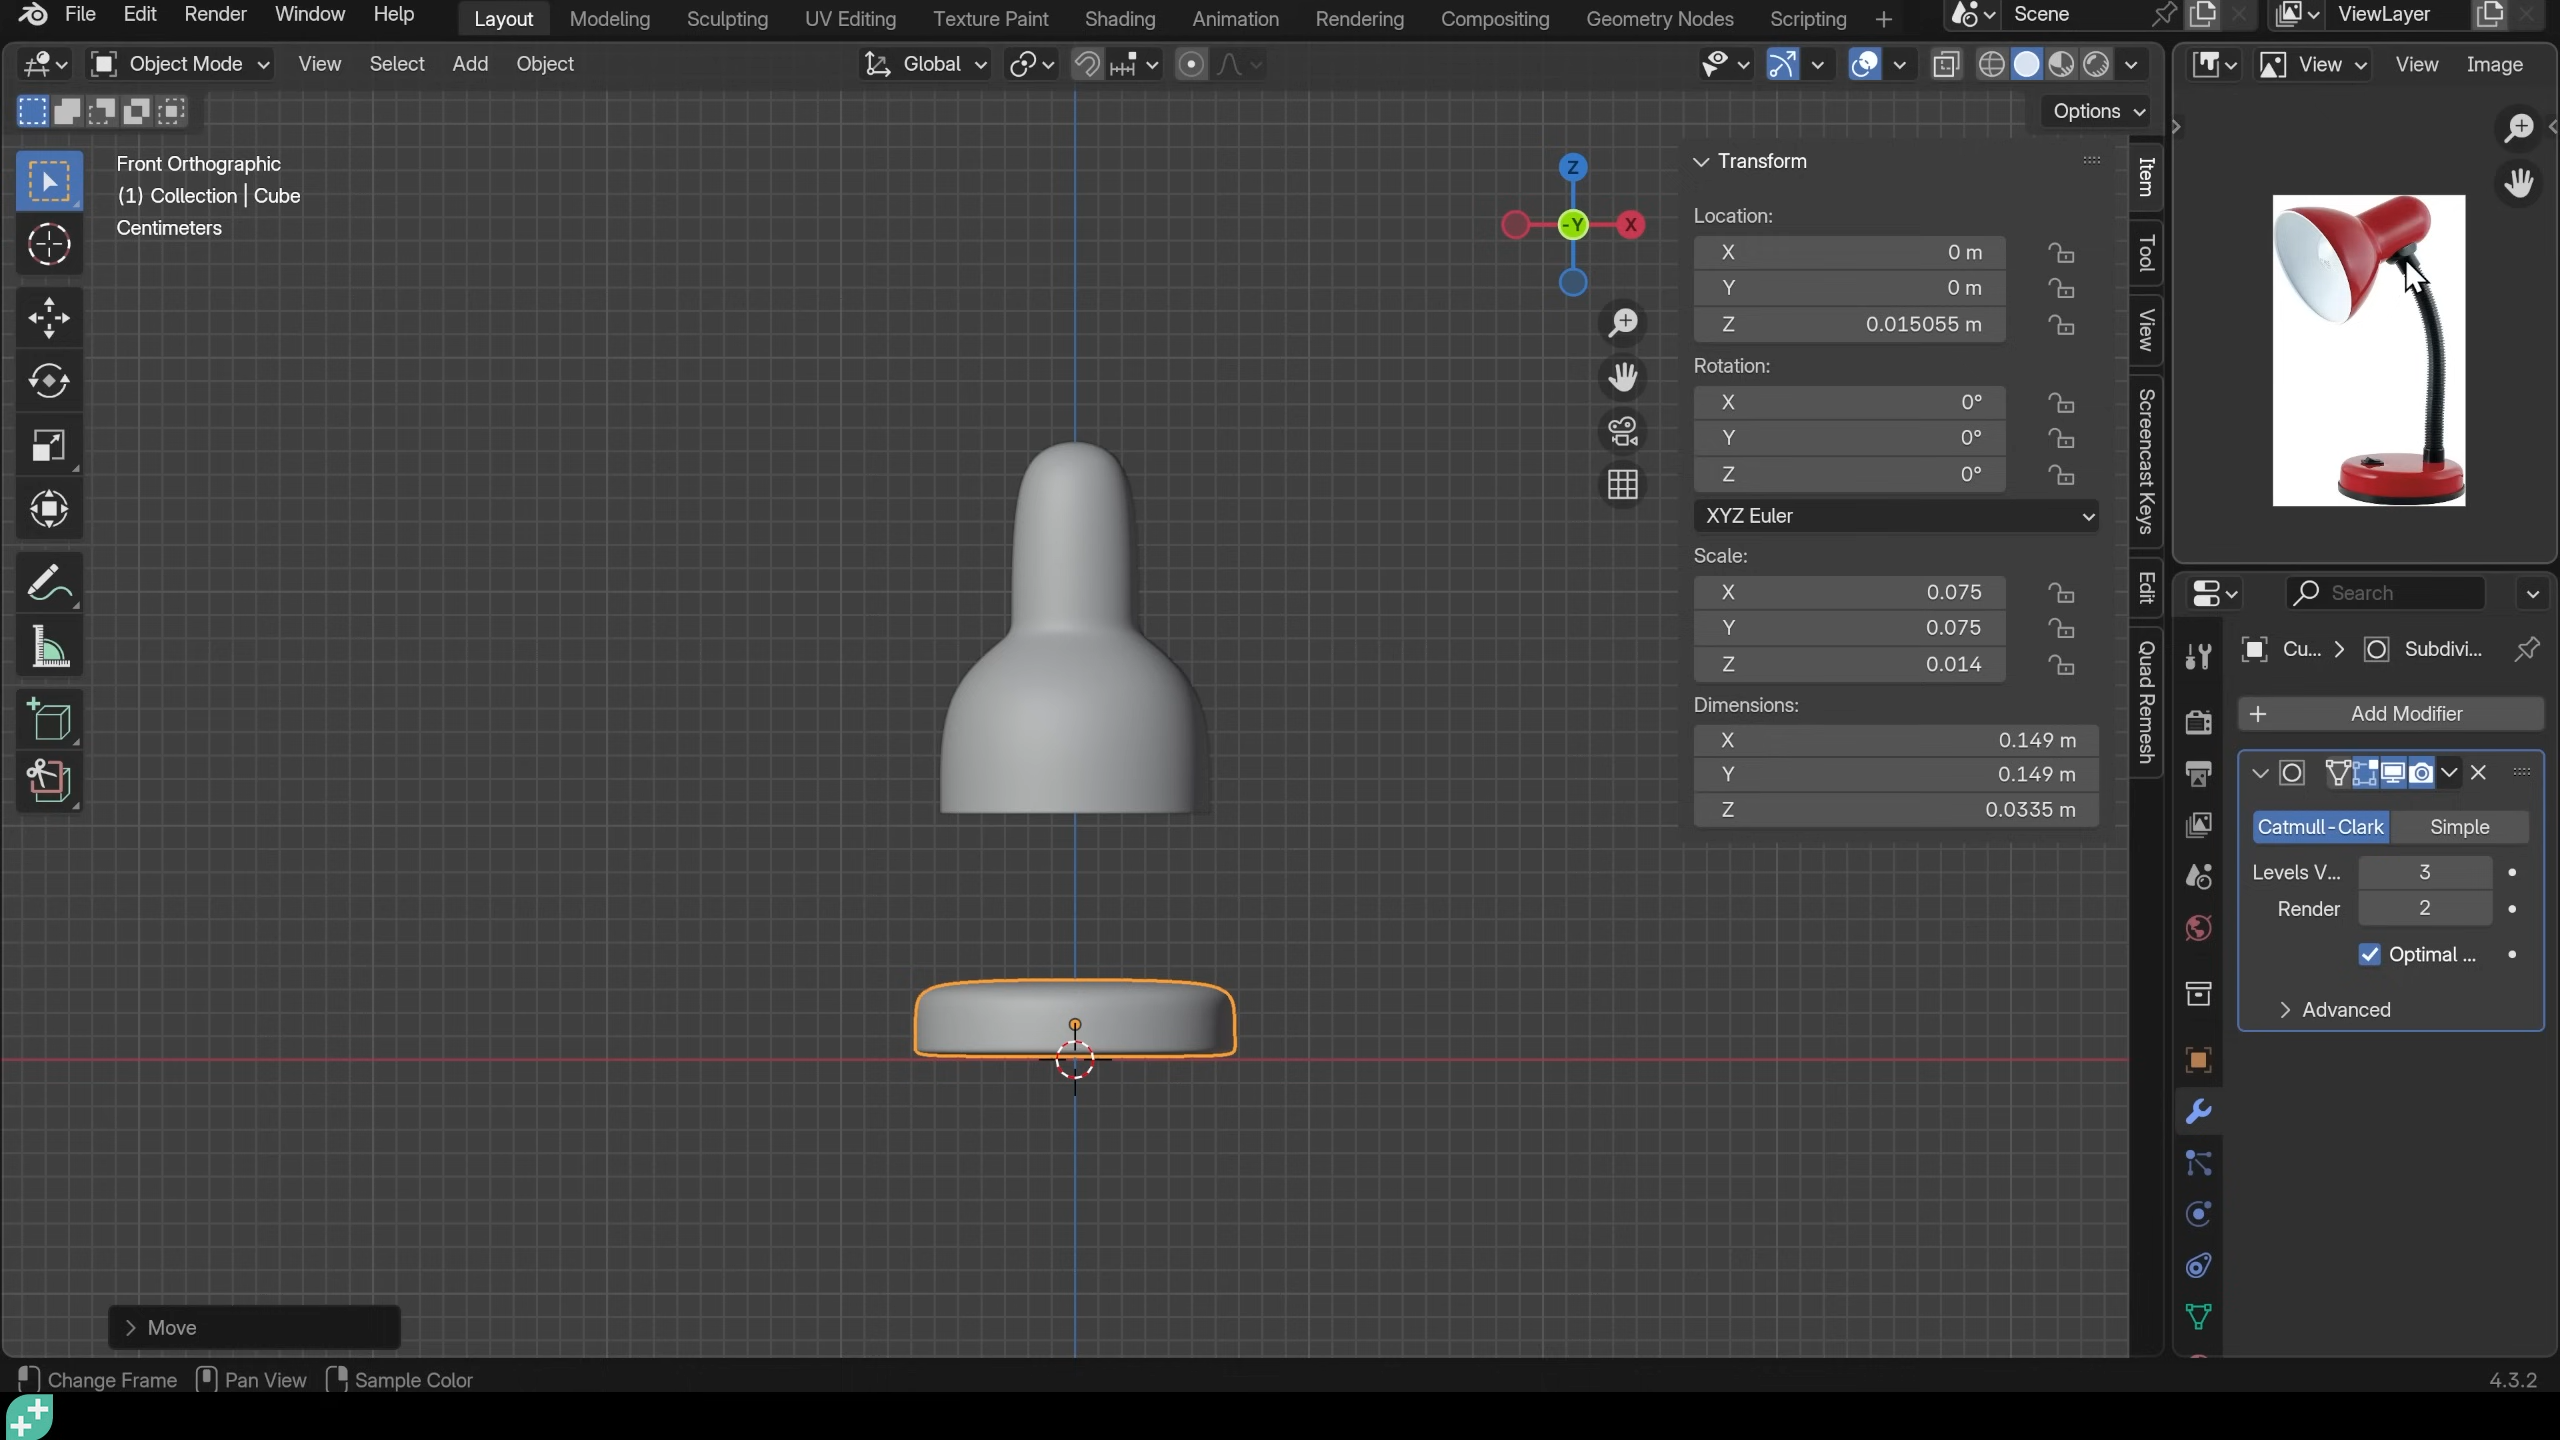 File Edit Render Window Help Layout Modeling Sculpting UV Editing Texture Paint Shading Animation Rendering Compositing Geometry Nodes Scripting Scene ViewLayer
Object Mode View Select Add Object Global View View Image
Options
Front Orthographic
(1) Collection | Cube
Centimeters
Z
-Y
X
Transform
Location:
X 0 m
Y 0 m
Z 0.015055 m
Rotation:
X 0°
Y 0°
Z 0°
XYZ Euler
Scale:
X 0.075
Y 0.075
Z 0.014
Dimensions:
X 0.149 m
Y 0.149 m
Z 0.0335 m
Item
Tool
View
Screencast Keys
Edit
Quad Remesh
Search
Cu... Subdivi...
Add Modifier
Catmull-Clark Simple
Levels V... 3
Render 2
Optimal ...
Advanced
Move
Change Frame Pan View Sample Color 4.3.2